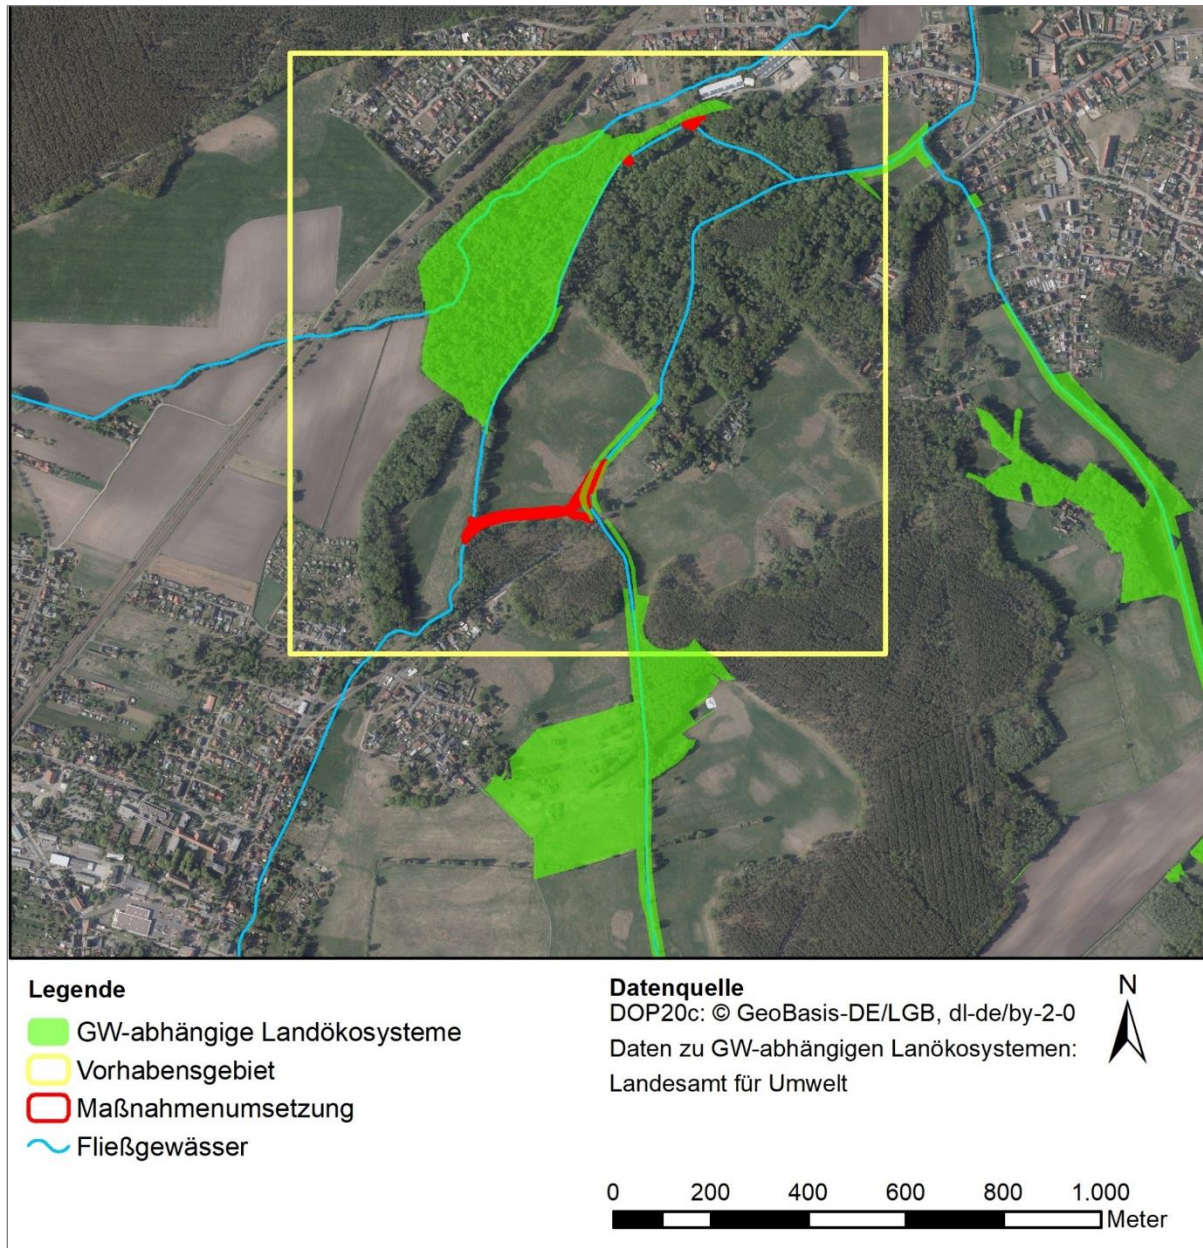 Legende
GW-abhängige Landökosysteme
Vorhabensgebiet
Maßnahmenumsetzung
Fließgewässer
Datenquelle
DOP20c: © GeoBasis-DE/LGB, dl-de/by-2-0
Daten zu GW-abhängigen Lanökosystemen:
Landesamt für Umwelt
N
0 200 400 600 800 1.000
Meter